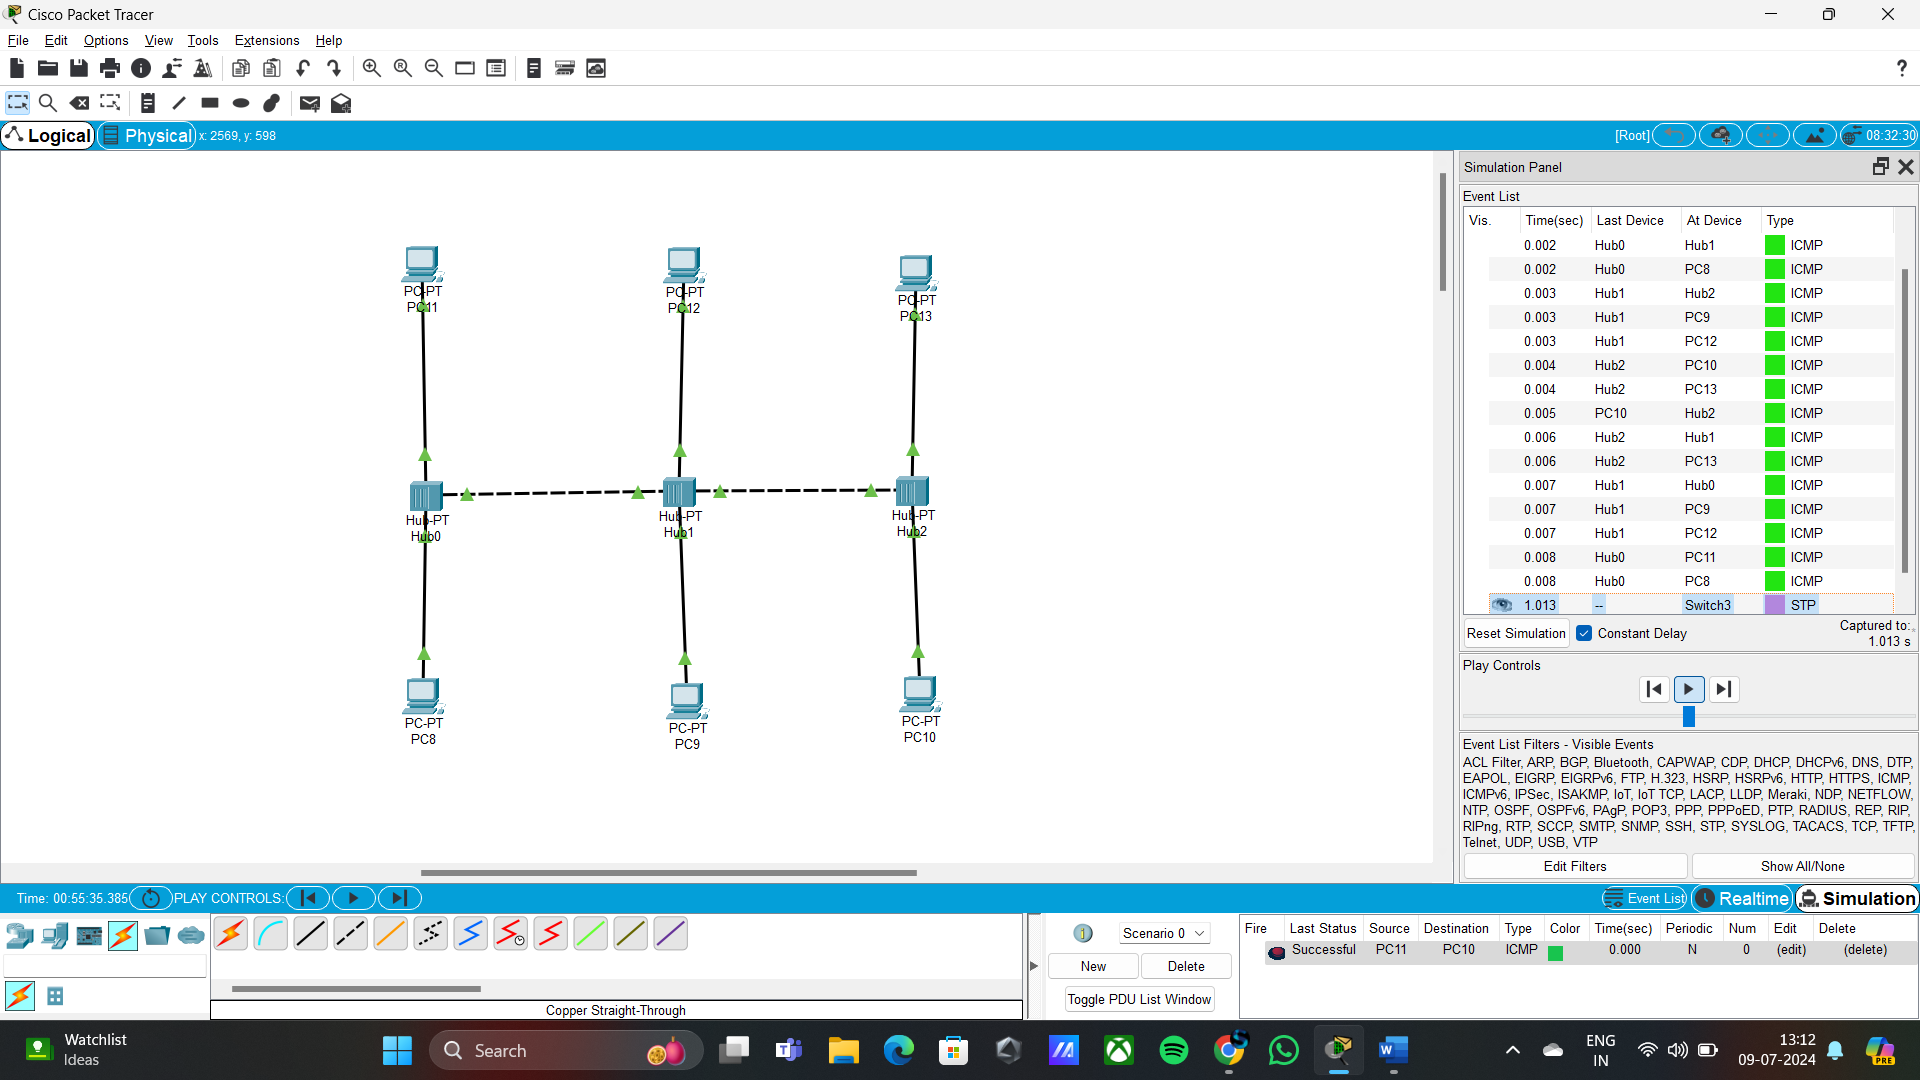 Cisco Packet Tracer
File Edit Options View Tools Extensions Help
?
Logical Physical x: 2569, y: 598 [Root] 08:32:30
PC-PT
PC11
PC-PT
PC12
PC-PT
PC13
Hub-PT
Hub0
Hub-PT
Hub1
Hub-PT
Hub2
PC-PT
PC8
PC-PT
PC9
PC-PT
PC10
Simulation Panel
Event List
Vis. Time(sec) Last Device At Device Type
0.002 Hub0 Hub1 ICMP
0.002 Hub0 PC8 ICMP
0.003 Hub1 Hub2 ICMP
0.003 Hub1 PC9 ICMP
0.003 Hub1 PC12 ICMP
0.004 Hub2 PC10 ICMP
0.004 Hub2 PC13 ICMP
0.005 PC10 Hub2 ICMP
0.006 Hub2 Hub1 ICMP
0.006 Hub2 PC13 ICMP
0.007 Hub1 Hub0 ICMP
0.007 Hub1 PC9 ICMP
0.007 Hub1 PC12 ICMP
0.008 Hub0 PC11 ICMP
0.008 Hub0 PC8 ICMP
1.013 -- Switch3 STP
Reset Simulation Constant Delay Captured to:
1.013 s
Play Controls
Event List Filters - Visible Events
ACL Filter, ARP, BGP, Bluetooth, CAPWAP, CDP, DHCP, DHCPv6, DNS, DTP,
EAPOL, EIGRP, EIGRPv6, FTP, H.323, HSRP, HSRPv6, HTTP, HTTPS, ICMP,
ICMPv6, IPSec, ISAKMP, IoT, IoT TCP, LACP, LLDP, Meraki, NDP, NETFLOW,
NTP, OSPF, OSPFv6, PAgP, POP3, PPP, PPPoED, PTP, RADIUS, REP, RIP,
RIPng, RTP, SCCP, SMTP, SNMP, SSH, STP, SYSLOG, TACACS, TCP, TFTP,
Telnet, UDP, USB, VTP
Edit Filters Show All/None
Time: 00:55:35.385 PLAY CONTROLS: Event List Realtime Simulation
Scenario 0
New Delete
Toggle PDU List Window
Fire Last Status Source Destination Type Color Time(sec) Periodic Num Edit Delete
Successful PC11 PC10 ICMP 0.000 N 0 (edit) (delete)
Copper Straight-Through
Watchlist
Ideas
Search
ENG
IN
13:12
09-07-2024
PRE